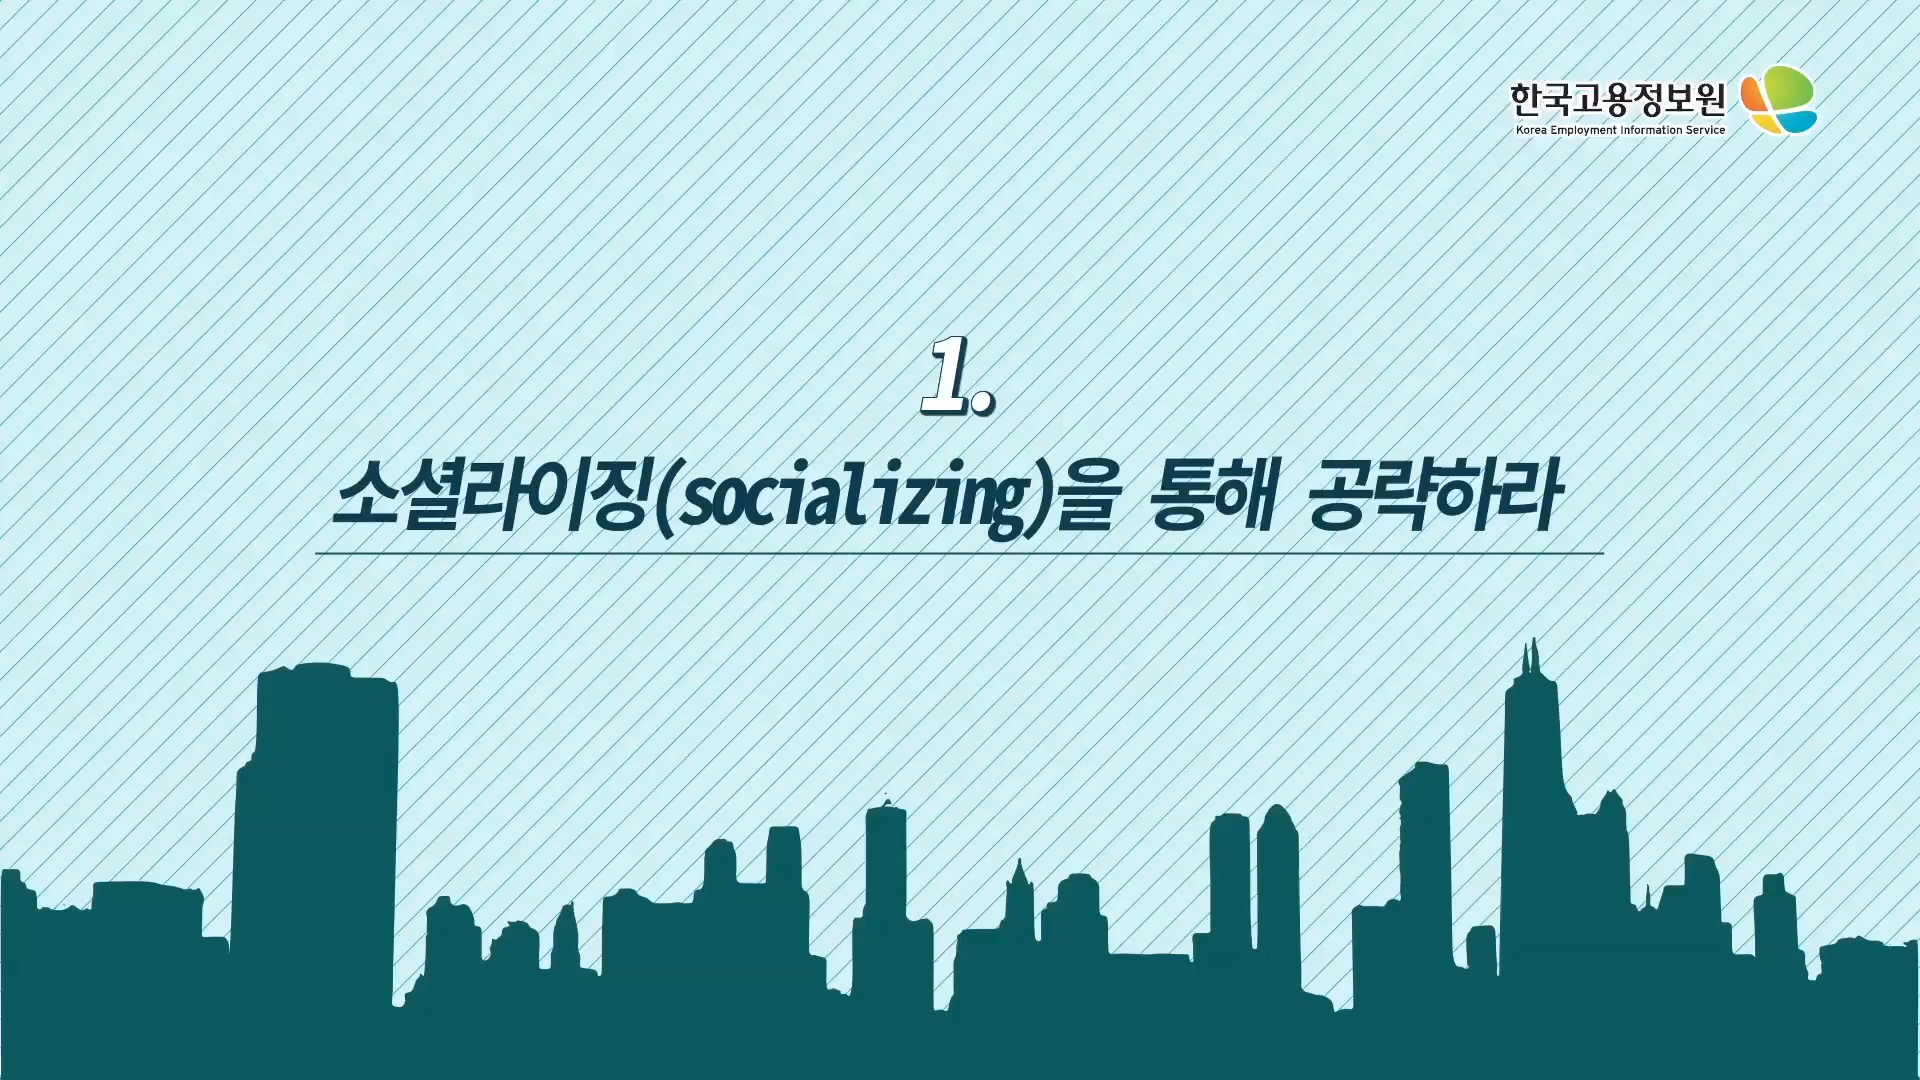 한국고용정보원
Korea Employment Information Service
1.
소셜라이징(socializing)을 통해 공략하라